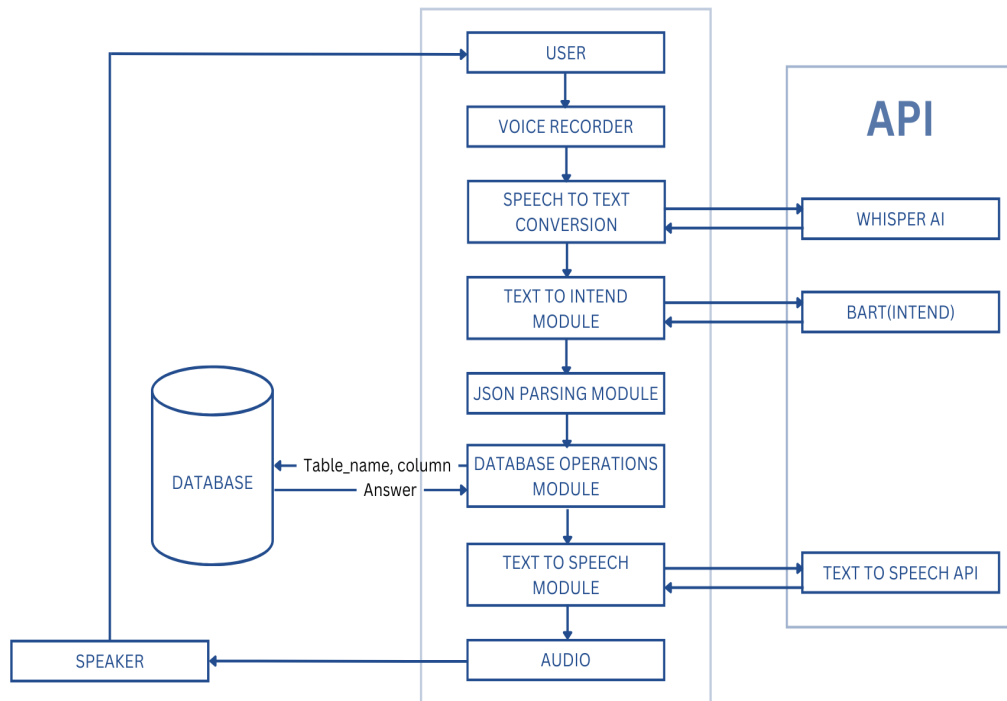 USER
API
VOICE RECORDER
SPEECH TO TEXT
CONVERSION
WHISPER AI
TEXT TO INTEND
MODULE
BART(INTEND)
JSON PARSING MODULE
DATABASE
Table_name, column
Answer
DATABASE OPERATIONS
MODULE
TEXT TO SPEECH
MODULE
TEXT TO SPEECH API
SPEAKER
AUDIO